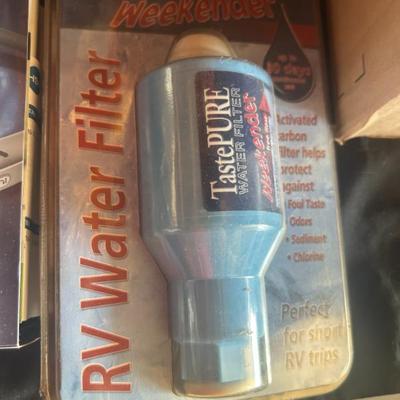 Weekender
RV Water Filter
TastePURE
WATER FILTER
Weekender
Activated
carbon
filter helps
protect
against
• Foul Taste
Odors
• Sediment
• Chlorine
Perfect
for short
RV trips